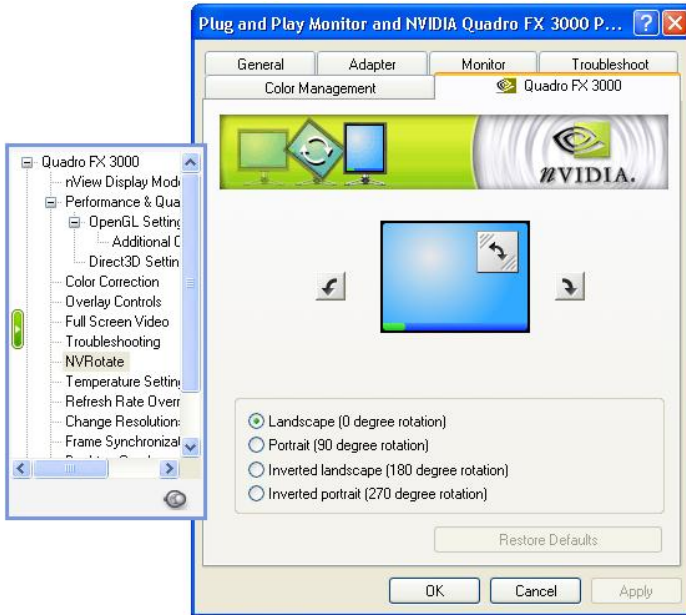 Plug and Play Monitor and NVIDIA Quadro FX 3000 P...
General
Adapter
Monitor
Troubleshoot
Color Management
Quadro FX 3000
nVIDIA.
Quadro FX 3000
nView Display Mod
Performance & Qua
OpenGL Setting
Additional
Direct3D Settin
Color Correction
Overlay Controls
Full Screen Video
Troubleshooting
NVRotate
Temperature Setting
Refresh Rate Overr
Change Resolution
Frame Synchronizat
Landscape (0 degree rotation)
Portrait (90 degree rotation)
Inverted landscape (180 degree rotation)
Inverted portrait (270 degree rotation)
Restore Defaults
OK
Cancel
Apply